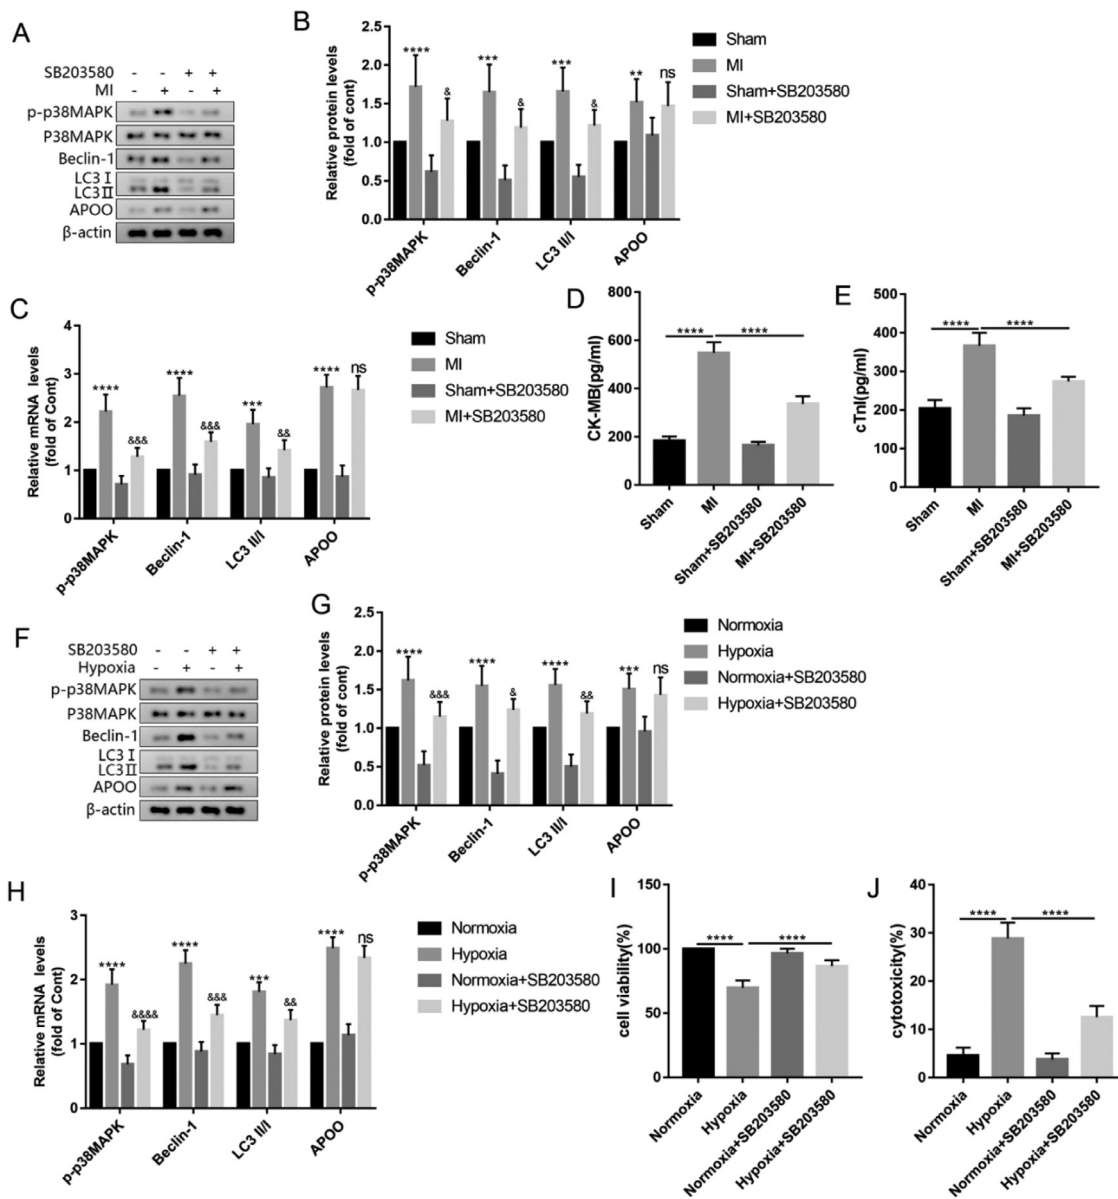 A
SB203580 - - + +
MI - + - +
p-p38MAPK
P38MAPK
Beclin-1
LC3 I
LC3 II
APOO
β-actin
B
Relative protein levels
(fold of cont)
2.5
2.0
1.5
1.0
0.5
0.0
**** & *** & *** & ** ns
p-p38MAPK
Beclin-1
LC3 II/I
APOO
Sham
MI
Sham+SB203580
MI+SB203580
C
Relative mRNA levels
(fold of Cont)
4
3
2
1
0
**** &&& **** &&& *** && **** ns
p-p38MAPK
Beclin-1
LC3 II/I
APOO
Sham
MI
Sham+SB203580
MI+SB203580
D
CK-MB(pg/ml)
800
600
400
200
0
**** ****
Sham
MI
Sham+SB203580
MI+SB203580
E
cTnI(pg/ml)
400
300
200
100
0
**** ****
Sham
MI
Sham+SB203580
MI+SB203580
F
SB203580 - - + +
Hypoxia - + - +
p-p38MAPK
P38MAPK
Beclin-1
LC3 I
LC3 II
APOO
β-actin
G
Relative protein levels
(fold of cont)
2.5
2.0
1.5
1.0
0.5
0.0
**** &&& **** & **** && *** ns
p-p38MAPK
Beclin-1
LC3 II/I
APOO
Normoxia
Hypoxia
Normoxia+SB203580
Hypoxia+SB203580
H
Relative mRNA levels
(fold of Cont)
3
2
1
0
**** &&&& **** &&& *** && **** ns
p-p38MAPK
Beclin-1
LC3 II/I
APOO
Normoxia
Hypoxia
Normoxia+SB203580
Hypoxia+SB203580
I
cell viability(%)
150
100
50
0
**** ****
Normoxia
Hypoxia
Normoxia+SB203580
Hypoxia+SB203580
J
cytotoxicity(%)
40
30
20
10
0
**** ****
Normoxia
Hypoxia
Normoxia+SB203580
Hypoxia+SB203580